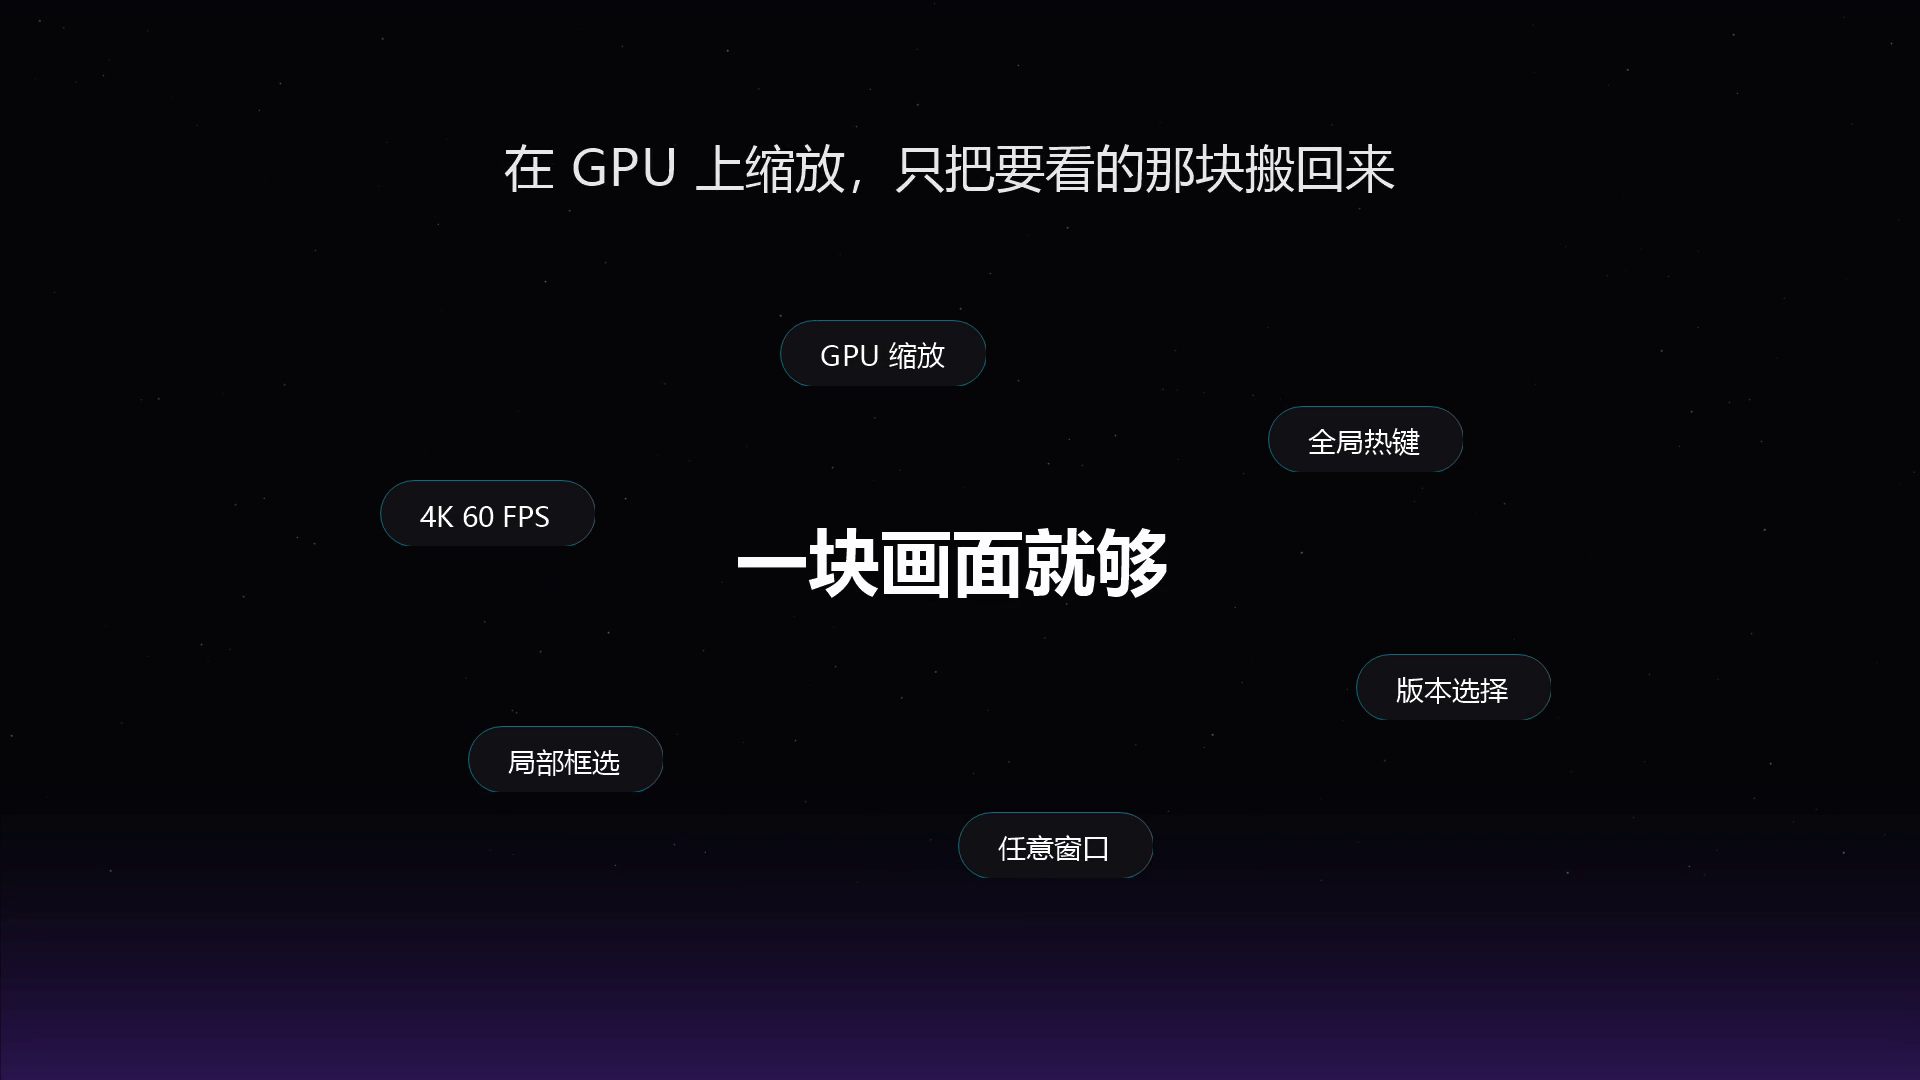 在 GPU 上缩放，只把要看的那块搬回来
GPU 缩放
全局热键
4K 60 FPS
一块画面就够
版本选择
局部框选
任意窗口